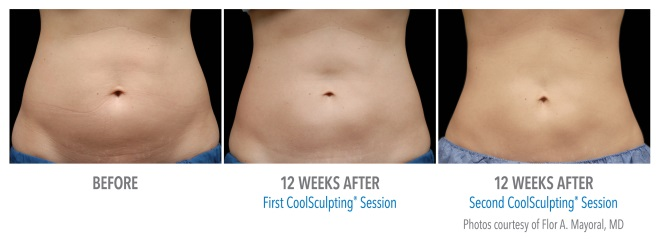 BEFORE
12 WEEKS AFTER
First CoolSculpting® Session
12 WEEKS AFTER
Second CoolSculpting® Session
Photos courtesy of Flor A. Mayoral, MD